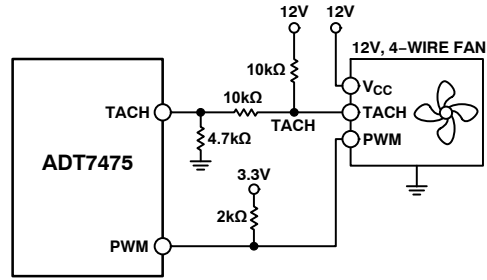 12V 12V
12V, 4–WIRE FAN
10kΩ
VCC
10kΩ
TACH TACH
TACH
4.7kΩ
PWM
ADT7475
3.3V
2kΩ
PWM